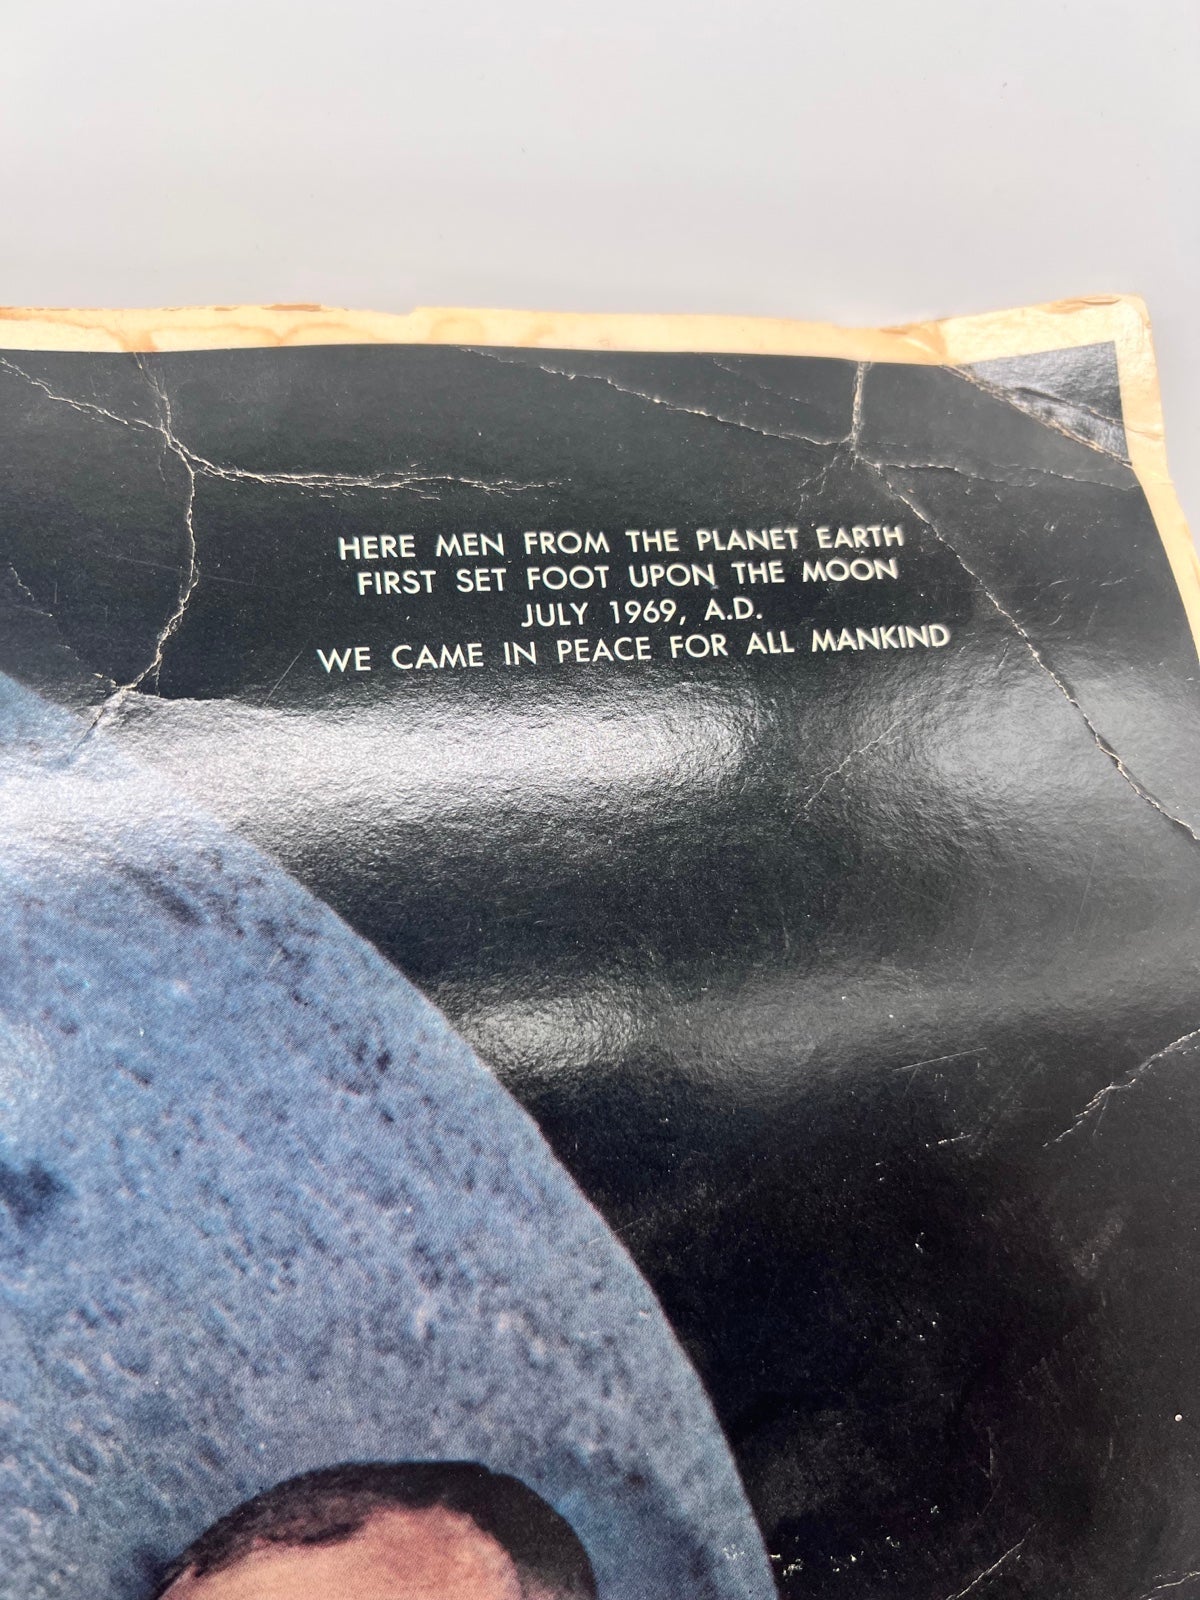 HERE MEN FROM THE PLANET EARTH
FIRST SET FOOT UPON THE MOON
JULY 1969, A.D.
WE CAME IN PEACE FOR ALL MANKIND